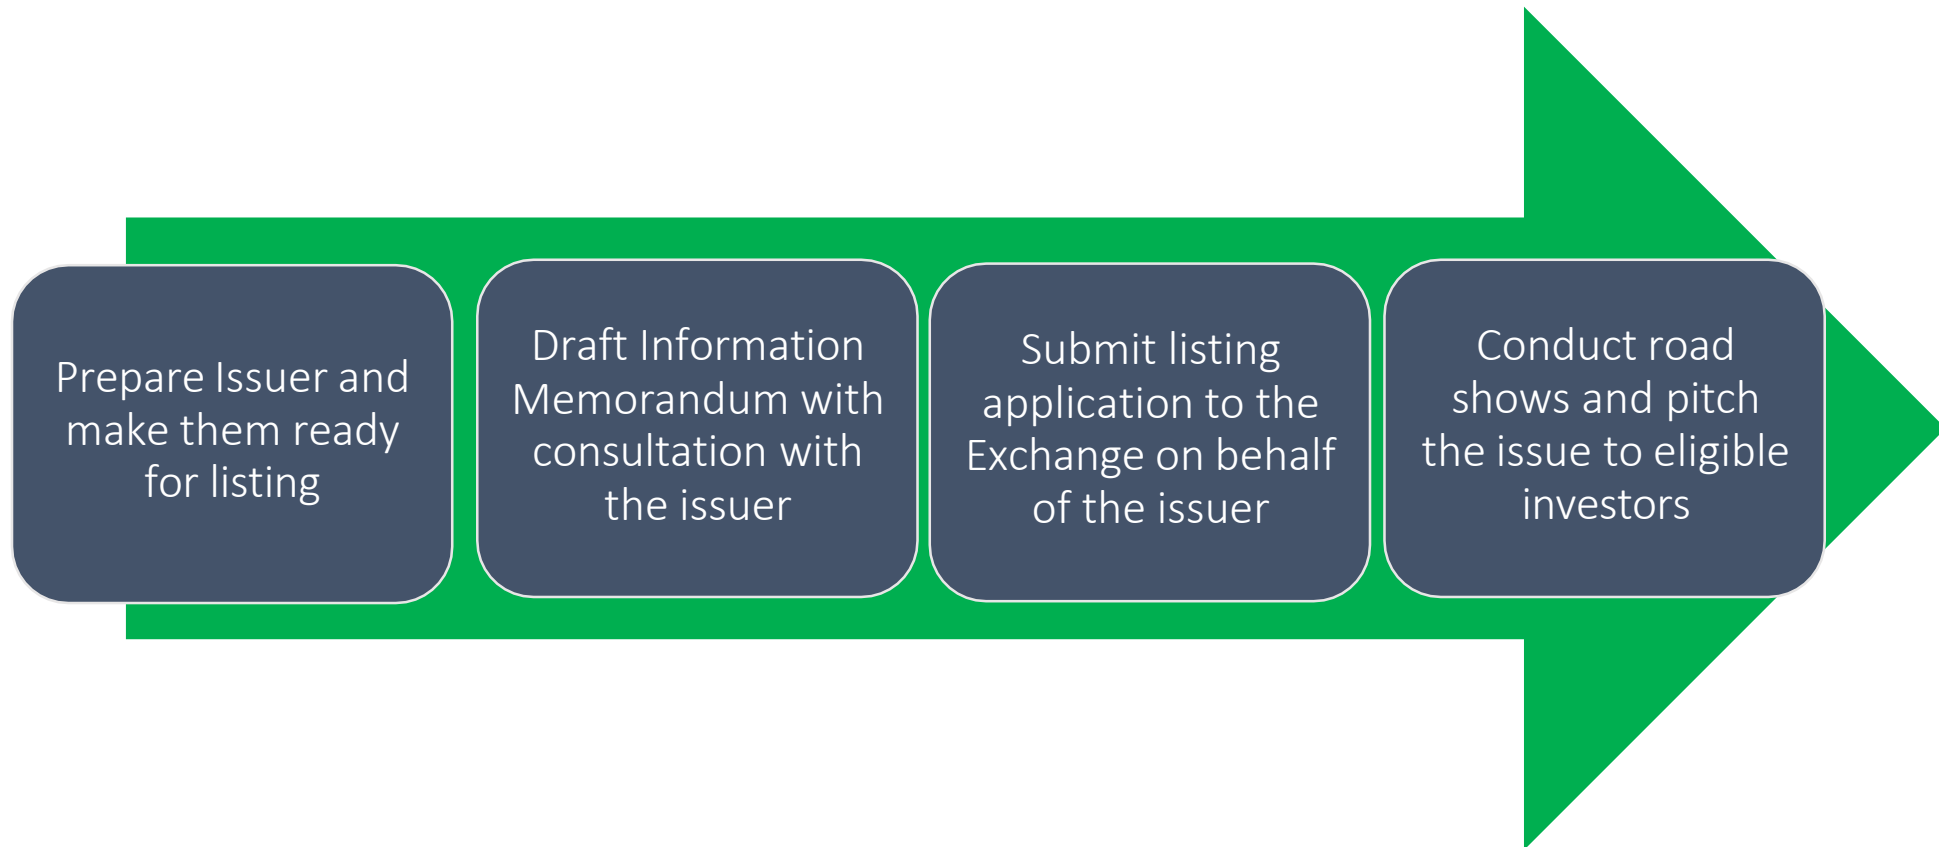 Prepare Issuer and
make them ready
for listing
Draft Information
Memorandum with
consultation with
the issuer
Submit listing
application to the
Exchange on behalf
of the issuer
Conduct road
shows and pitch
the issue to eligible
investors